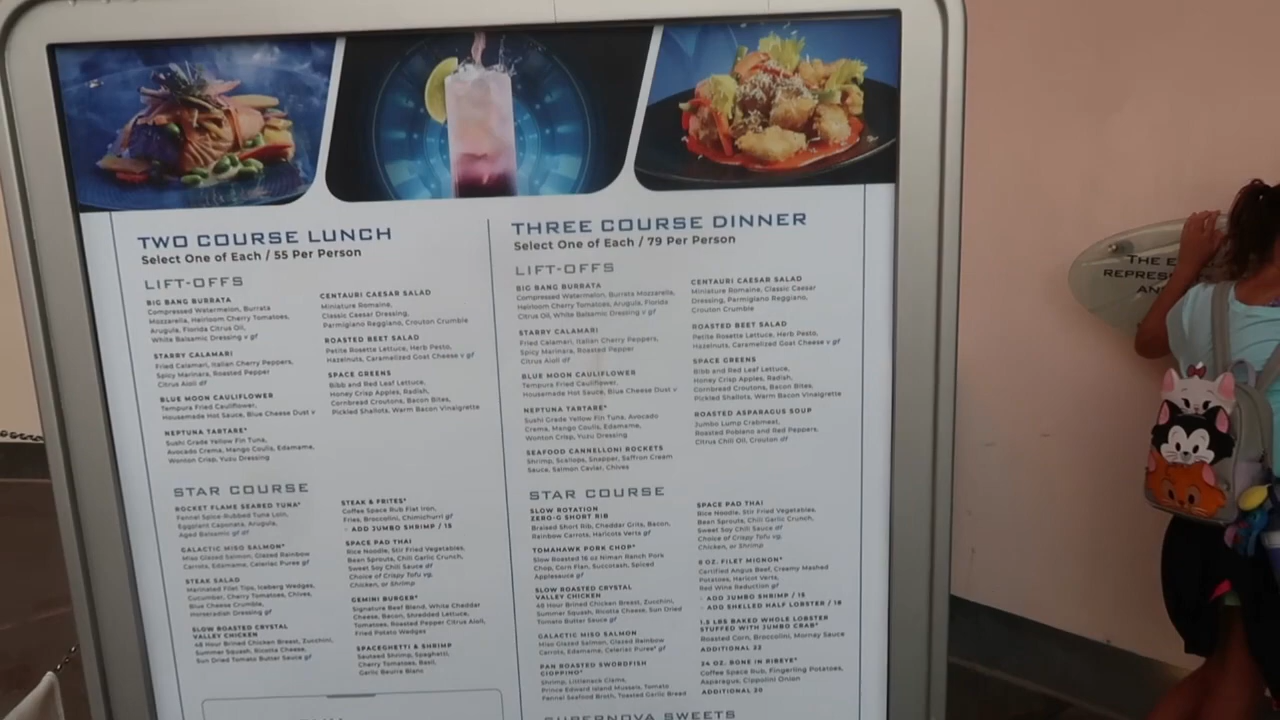 TWO COURSE LUNCH
Select One of Each / 55 Per Person
LIFT-OFFS
BIG BANG BURRATA
Compressed Watermelon, Burrata
Mozzarella, Heirloom Cherry Tomatoes,
Arugula, Florida Citrus Oil,
White Balsamic Dressing v gf
STARRY CALAMARI
Fried Calamari, Italian Cherry Peppers,
Spicy Marinara, Roasted Pepper
Citrus Aioli df
BLUE MOON CAULIFLOWER
Tempura Fried Cauliflower,
Housemade Hot Sauce, Blue Cheese Dust v
NEPTUNA TARTARE*
Sushi Grade Yellow Fin Tuna,
Avocado Crema, Mango Coulis, Edamame,
Wonton Crisp, Yuzu Dressing
CENTAURI CAESAR SALAD
Miniature Romaine,
Classic Caesar Dressing,
Parmigiano Reggiano, Crouton Crumble
ROASTED BEET SALAD
Petite Rosette Lettuce, Herb Pesto,
Hazelnuts, Caramelized Goat Cheese v gf
SPACE GREENS
Bibb and Red Leaf Lettuce,
Honey Crisp Apples, Radish,
Cornbread Croutons, Bacon Bites,
Pickled Shallots, Warm Bacon Vinaigrette
STAR COURSE
ROCKET FLAME SEARED TUNA*
Fennel Spice-Rubbed Tuna Loin,
Eggplant Caponata, Arugula,
Aged Balsamic gf df
GALACTIC MISO SALMON*
Miso Glazed Salmon, Glazed Rainbow
Carrots, Edamame, Celeriac Puree gf
STEAK SALAD
Marinated Filet Tips, Iceberg Wedges,
Cucumber, Cherry Tomatoes, Chives,
Blue Cheese Crumble,
Horseradish Dressing gf
SLOW ROASTED CRYSTAL
VALLEY CHICKEN
48 Hour Brined Chicken Breast, Zucchini,
Summer Squash, Ricotta Cheese,
Sun Dried Tomato Butter Sauce gf
STEAK & FRITES*
Coffee Space Rub Flat Iron,
Fries, Broccolini, Chimichurri gf
- ADD JUMBO SHRIMP / 15
SPACE PAD THAI
Rice Noodle, Stir Fried Vegetables,
Bean Sprouts, Chili Garlic Crunch,
Sweet Soy Chili Sauce df
Choice of Crispy Tofu vg,
Chicken, or Shrimp
GEMINI BURGER*
Signature Beef Blend, White Cheddar
Cheese, Bacon, Shredded Lettuce,
Tomatoes, Roasted Pepper Citrus Aioli,
Fried Potato Wedges
SPACEGHETTI & SHRIMP
Sauteed Shrimp, Spaghetti,
Cherry Tomatoes, Basil,
Garlic Beurre Blanc
THREE COURSE DINNER
Select One of Each / 79 Per Person
LIFT-OFFS
BIG BANG BURRATA
Compressed Watermelon, Burrata Mozzarella,
Heirloom Cherry Tomatoes, Arugula, Florida
Citrus Oil, White Balsamic Dressing v gf
STARRY CALAMARI
Fried Calamari, Italian Cherry Peppers,
Spicy Marinara, Roasted Pepper
Citrus Aioli df
BLUE MOON CAULIFLOWER
Tempura Fried Cauliflower,
Housemade Hot Sauce, Blue Cheese Dust v
NEPTUNA TARTARE*
Sushi Grade Yellow Fin Tuna, Avocado
Crema, Mango Coulis, Edamame,
Wonton Crisp, Yuzu Dressing
SEAFOOD CANNELLONI ROCKETS
Shrimp, Scallops, Snapper, Saffron Cream
Sauce, Salmon Caviar, Chives
CENTAURI CAESAR SALAD
Miniature Romaine, Classic Caesar
Dressing, Parmigiano Reggiano,
Crouton Crumble
ROASTED BEET SALAD
Petite Rosette Lettuce, Herb Pesto,
Hazelnuts, Caramelized Goat Cheese v gf
SPACE GREENS
Bibb and Red Leaf Lettuce,
Honey Crisp Apples, Radish,
Cornbread Croutons, Bacon Bites,
Pickled Shallots, Warm Bacon Vinaigrette
ROASTED ASPARAGUS SOUP
Jumbo Lump Crabmeat,
Roasted Poblano and Red Peppers,
Citrus Chili Oil, Crouton df
STAR COURSE
SLOW ROTATION
ZERO-G SHORT RIB
Braised Short Rib, Cheddar Grits, Bacon,
Rainbow Carrots, Haricots Verts gf
TOMAHAWK PORK CHOP*
Slow Roasted 16 oz Niman Ranch Pork
Chop, Corn Flan, Succotash, Spiced
Applesauce gf
SLOW ROASTED CRYSTAL
VALLEY CHICKEN
48 Hour Brined Chicken Breast, Zucchini,
Summer Squash, Ricotta Cheese, Sun Dried
Tomato Butter Sauce gf
GALACTIC MISO SALMON
Miso Glazed Salmon, Glazed Rainbow
Carrots, Edamame, Celeriac Puree* gf
PAN ROASTED SWORDFISH
CIOPPINO*
Shrimp, Littleneck Clams,
Prince Edward Island Mussels, Tomato
Fennel Seafood Broth, Toasted Garlic Bread
SPACE PAD THAI
Rice Noodle, Stir Fried Vegetables,
Bean Sprouts, Chili Garlic Crunch,
Sweet Soy Chili Sauce df
Choice of Crispy Tofu vg,
Chicken, or Shrimp
8 OZ. FILET MIGNON*
Certified Angus Beef, Creamy Mashed
Potatoes, Haricot Verts,
Red Wine Reduction gf
- ADD JUMBO SHRIMP / 15
- ADD SHELLED HALF LOBSTER / 18
1.5 LBS BAKED WHOLE LOBSTER
STUFFED WITH JUMBO CRAB*
Roasted Corn, Broccolini, Mornay Sauce
ADDITIONAL 22
24 OZ. BONE IN RIBEYE*
Coffee Space Rub, Fingerling Potatoes,
Asparagus, Cippolini Onion
ADDITIONAL 30
SUPERNOVA SWEETS
THE E
REPRES
AN